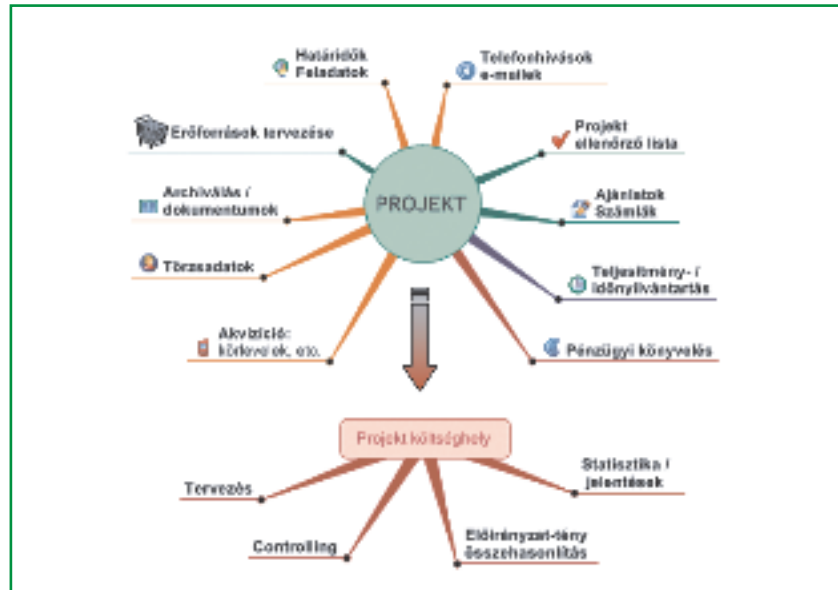 Határidők
Feladatok
Telefonhívások
e-mailek
Erőforrások tervezése
Projekt
ellenőrző lista
Archiválás /
dokumentumok
PROJEKT
Ajánlatok
Számlák
Törzsadatok
Teljesítmény- /
időnyilvántartás
Akvizíció:
körlevelek, etc.
Pénzügyi könyvelés
Projekt költséghely
Tervezés
Statisztika /
jelentések
Controlling
Előirányzat-tény
összehasonlítás